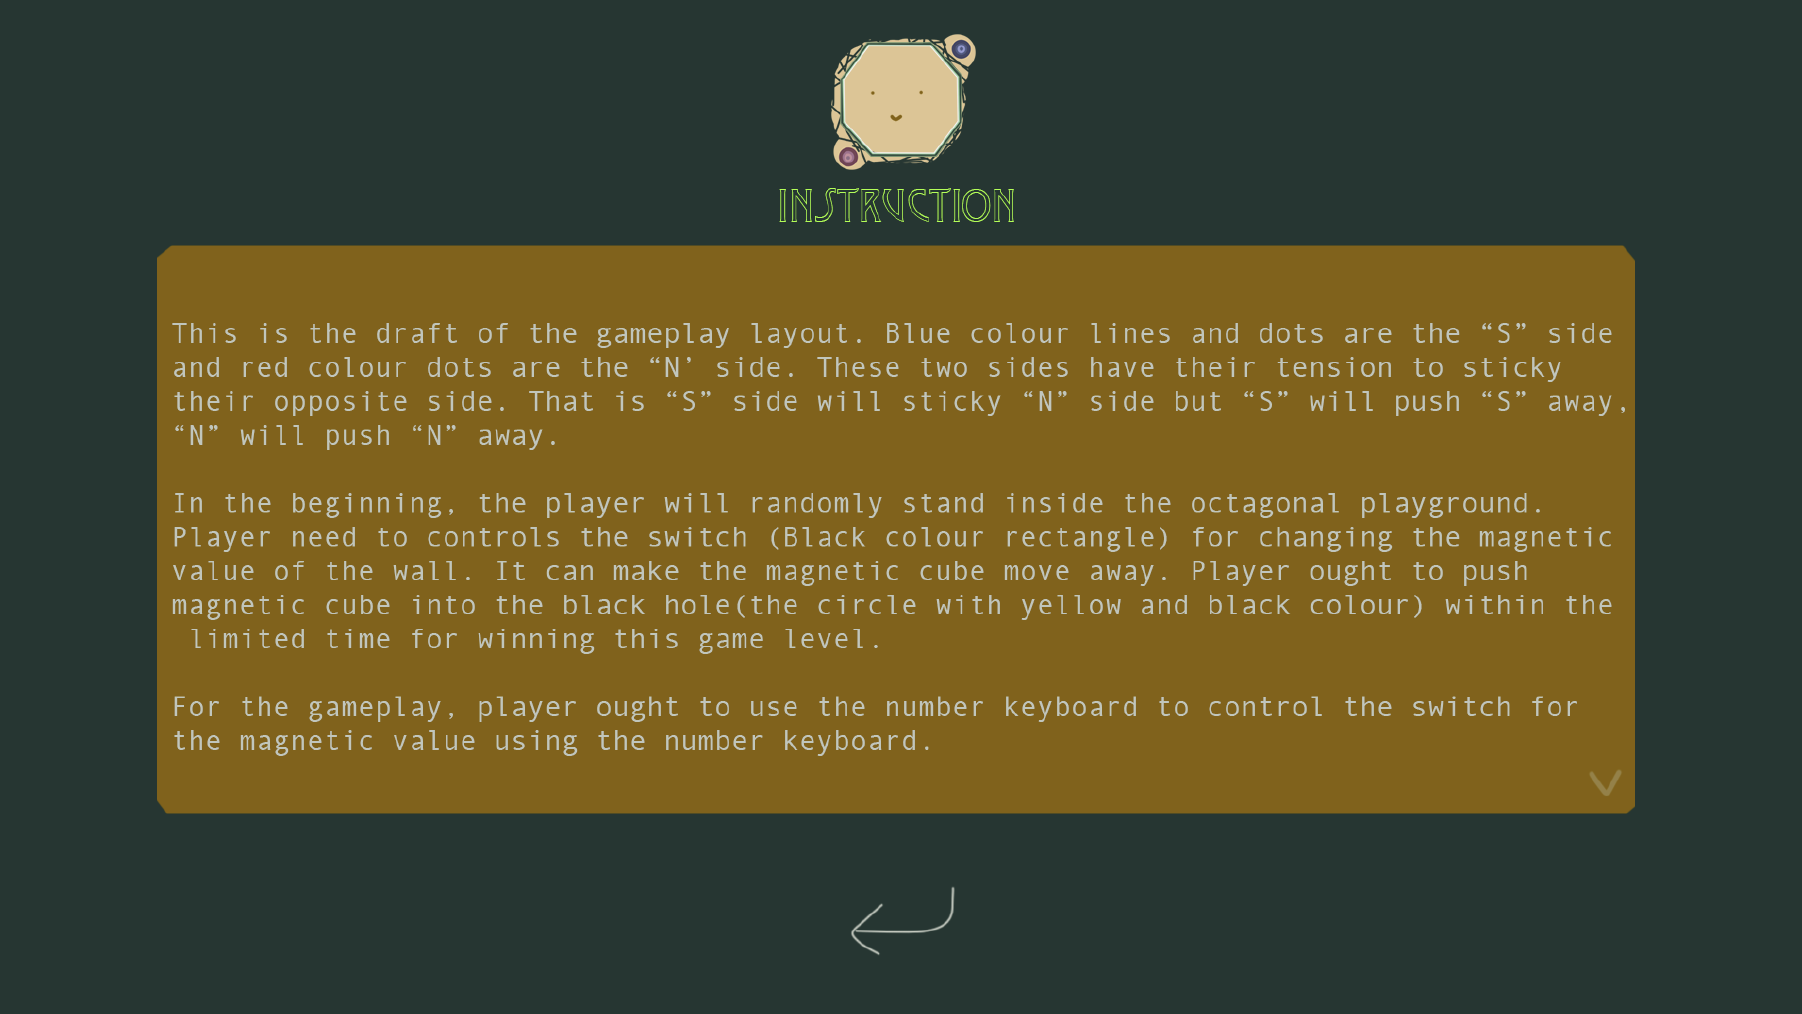 INSTRUCTION
This is the draft of the gameplay layout. Blue colour lines and dots are the “S” side
and red colour dots are the “N’ side. These two sides have their tension to sticky
their opposite side. That is “S” side will sticky “N” side but “S” will push “S” away,
“N” will push “N” away.
In the beginning, the player will randomly stand inside the octagonal playground.
Player need to controls the switch (Black colour rectangle) for changing the magnetic
value of the wall. It can make the magnetic cube move away. Player ought to push
magnetic cube into the black hole(the circle with yellow and black colour) within the
limited time for winning this game level.
For the gameplay, player ought to use the number keyboard to control the switch for
the magnetic value using the number keyboard.